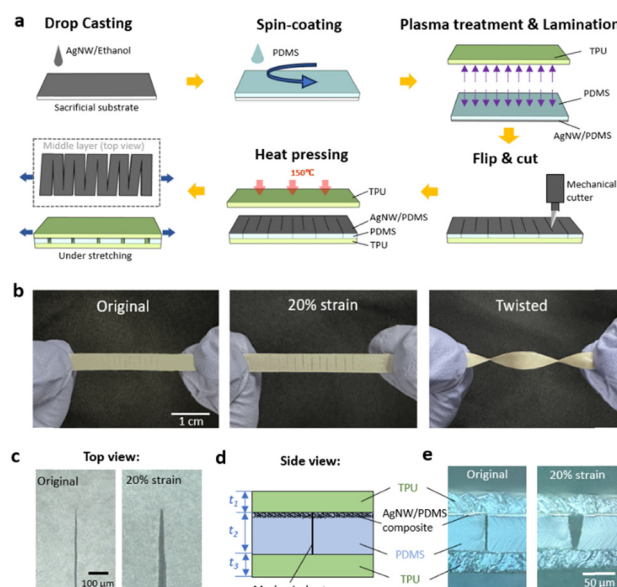 a
Drop Casting
AgNW/Ethanol
Sacrificial substrate
Spin-coating
PDMS
Plasma treatment & Lamination
TPU
PDMS
AgNW/PDMS
Middle layer (top view)
Under stretching
Heat pressing
150℃
TPU
AgNW/PDMS
PDMS
TPU
Flip & cut
Mechanical
cutter
b
Original
1 cm
20% strain
Twisted
c
Top view:
Original
20% strain
100 μm
d
Side view:
t1
t2
t3
TPU
AgNW/PDMS
composite
PDMS
TPU
e
Original
20% strain
50 μm